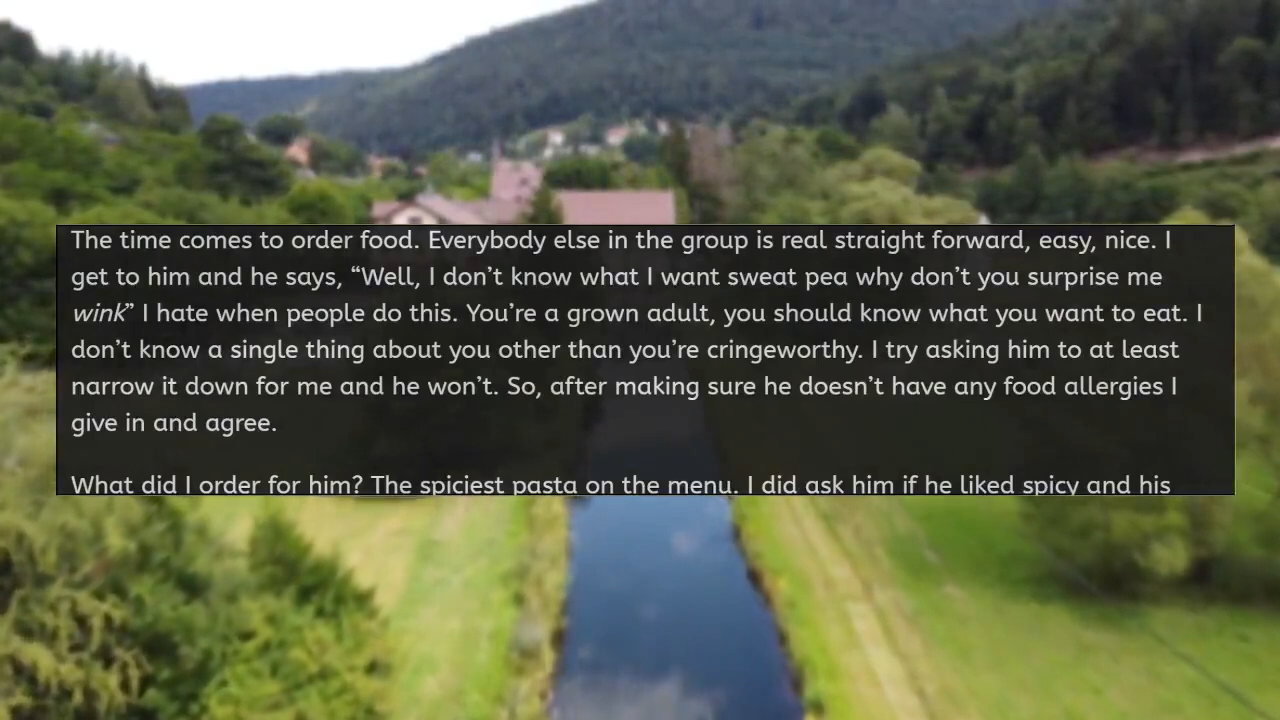 The time comes to order food. Everybody else in the group is real straight forward, easy, nice. I
get to him and he says, “Well, I don’t know what I want sweat pea why don’t you surprise me
wink” I hate when people do this. You’re a grown adult, you should know what you want to eat. I
don’t know a single thing about you other than you’re cringeworthy. I try asking him to at least
narrow it down for me and he won’t. So, after making sure he doesn’t have any food allergies I
give in and agree.
What did I order for him? The spiciest pasta on the menu. I did ask him if he liked spicy and his